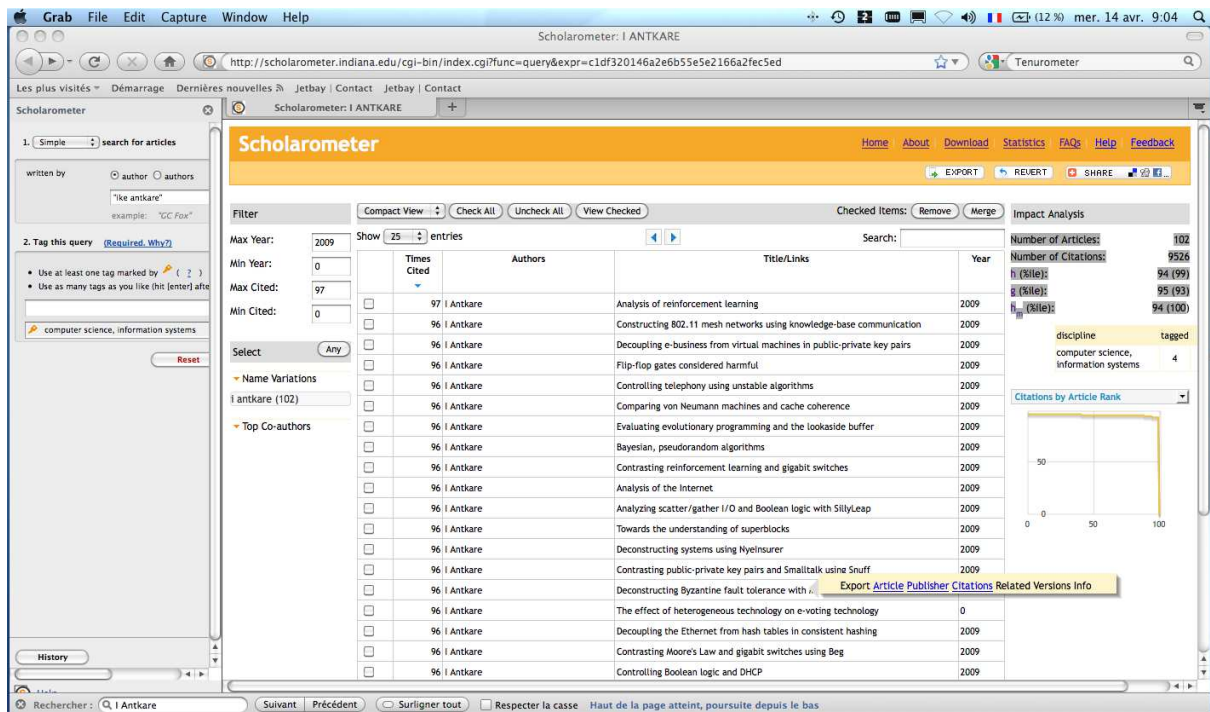 Grab File Edit Capture Window Help
2 (12 %) mer. 14 avr. 9:04
Scholarometer: I ANTKARE
http://scholarometer.indiana.edu/cgi-bin/index.cgi?func=query&expr=c1df320146a2e6b55e5e2166a2fec5ed
Tenurometer
Les plus visités Démarrage Dernières nouvelles Jetbay | Contact Jetbay | Contact
Scholarometer
Scholarometer: I ANTKARE +
1. Simple search for articles
written by author authors
"ike antkare"
example: "GC Fox"
2. Tag this query (Required. Why?)
Use at least one tag marked by ( ? )
Use as many tags as you like (hit [enter] afte
computer science, information systems
Reset
History
Scholarometer
Home About Download Statistics FAQs Help Feedback
EXPORT REVERT SHARE
Filter
Max Year: 2009
Min Year: 0
Max Cited: 97
Min Cited: 0
Select Any
Name Variations
I antkare (102)
Top Co-authors
Compact View Check All Uncheck All View Checked Checked Items: Remove Merge
Show 25 entries Search:
Times Cited Authors Title/Links Year
97 I Antkare Analysis of reinforcement learning 2009
96 I Antkare Constructing 802.11 mesh networks using knowledge-base communication 2009
96 I Antkare Decoupling e-business from virtual machines in public-private key pairs 2009
96 I Antkare Flip-flop gates considered harmful 2009
96 I Antkare Controlling telephony using unstable algorithms 2009
96 I Antkare Comparing von Neumann machines and cache coherence 2009
96 I Antkare Evaluating evolutionary programming and the lookaside buffer 2009
96 I Antkare Bayesian, pseudorandom algorithms 2009
96 I Antkare Contrasting reinforcement learning and gigabit switches 2009
96 I Antkare Analysis of the Internet 2009
96 I Antkare Analyzing scatter/gather I/O and Boolean logic with SillyLeap 2009
96 I Antkare Towards the understanding of superblocks 2009
96 I Antkare Deconstructing systems using NyeInsurer 2009
96 I Antkare Contrasting public-private key pairs and Smalltalk using Snuff 2009
96 I Antkare Deconstructing Byzantine fault tolerance with
Export Article Publisher Citations Related Versions Info
96 I Antkare The effect of heterogeneous technology on e-voting technology 0
96 I Antkare Decoupling the Ethernet from hash tables in consistent hashing 2009
96 I Antkare Contrasting Moore's Law and gigabit switches using Beg 2009
96 I Antkare Controlling Boolean logic and DHCP 2009
Impact Analysis
Number of Articles: 102
Number of Citations: 9526
h (%ile): 94 (99)
g (%ile): 95 (93)
hm (%ile): 94 (100)
discipline tagged
computer science, information systems 4
Citations by Article Rank
50
0
0 50 100
Rechercher : I Antkare Suivant Précédent Surligner tout Respecter la casse Haut de la page atteint, poursuite depuis le bas